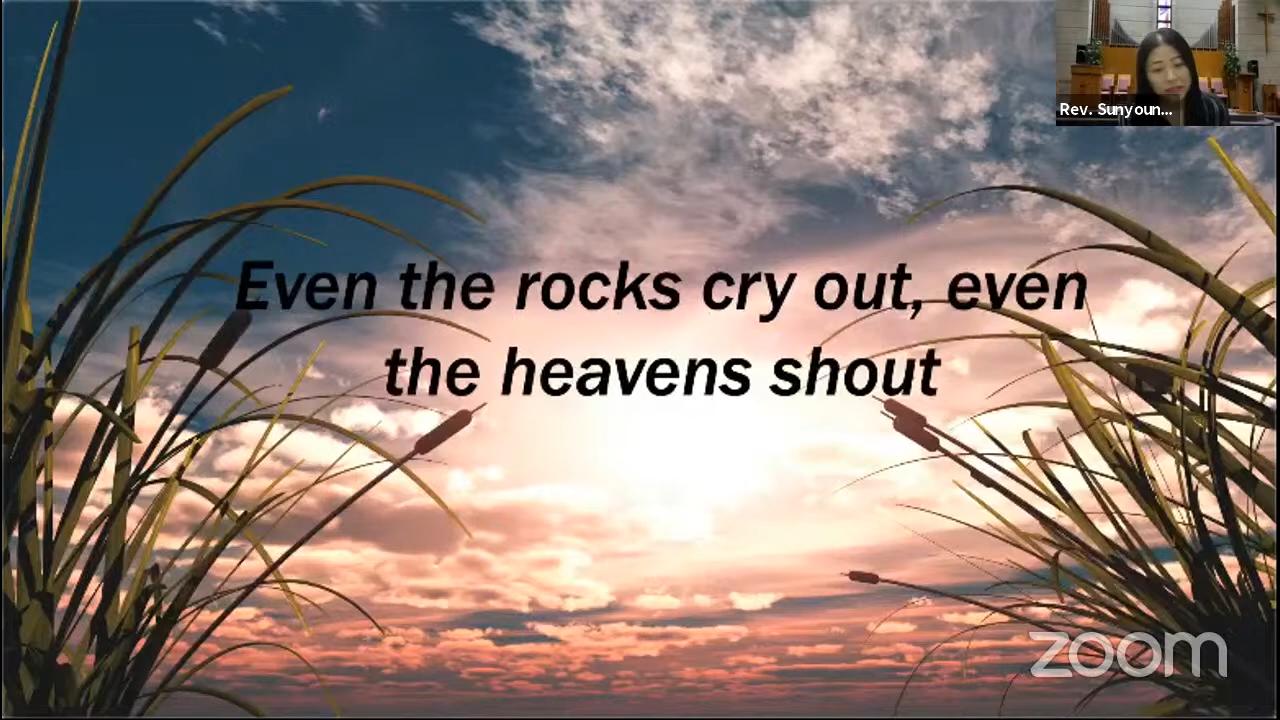 Rev. Sunyoun...
Even the rocks cry out, even
the heavens shout
zoom